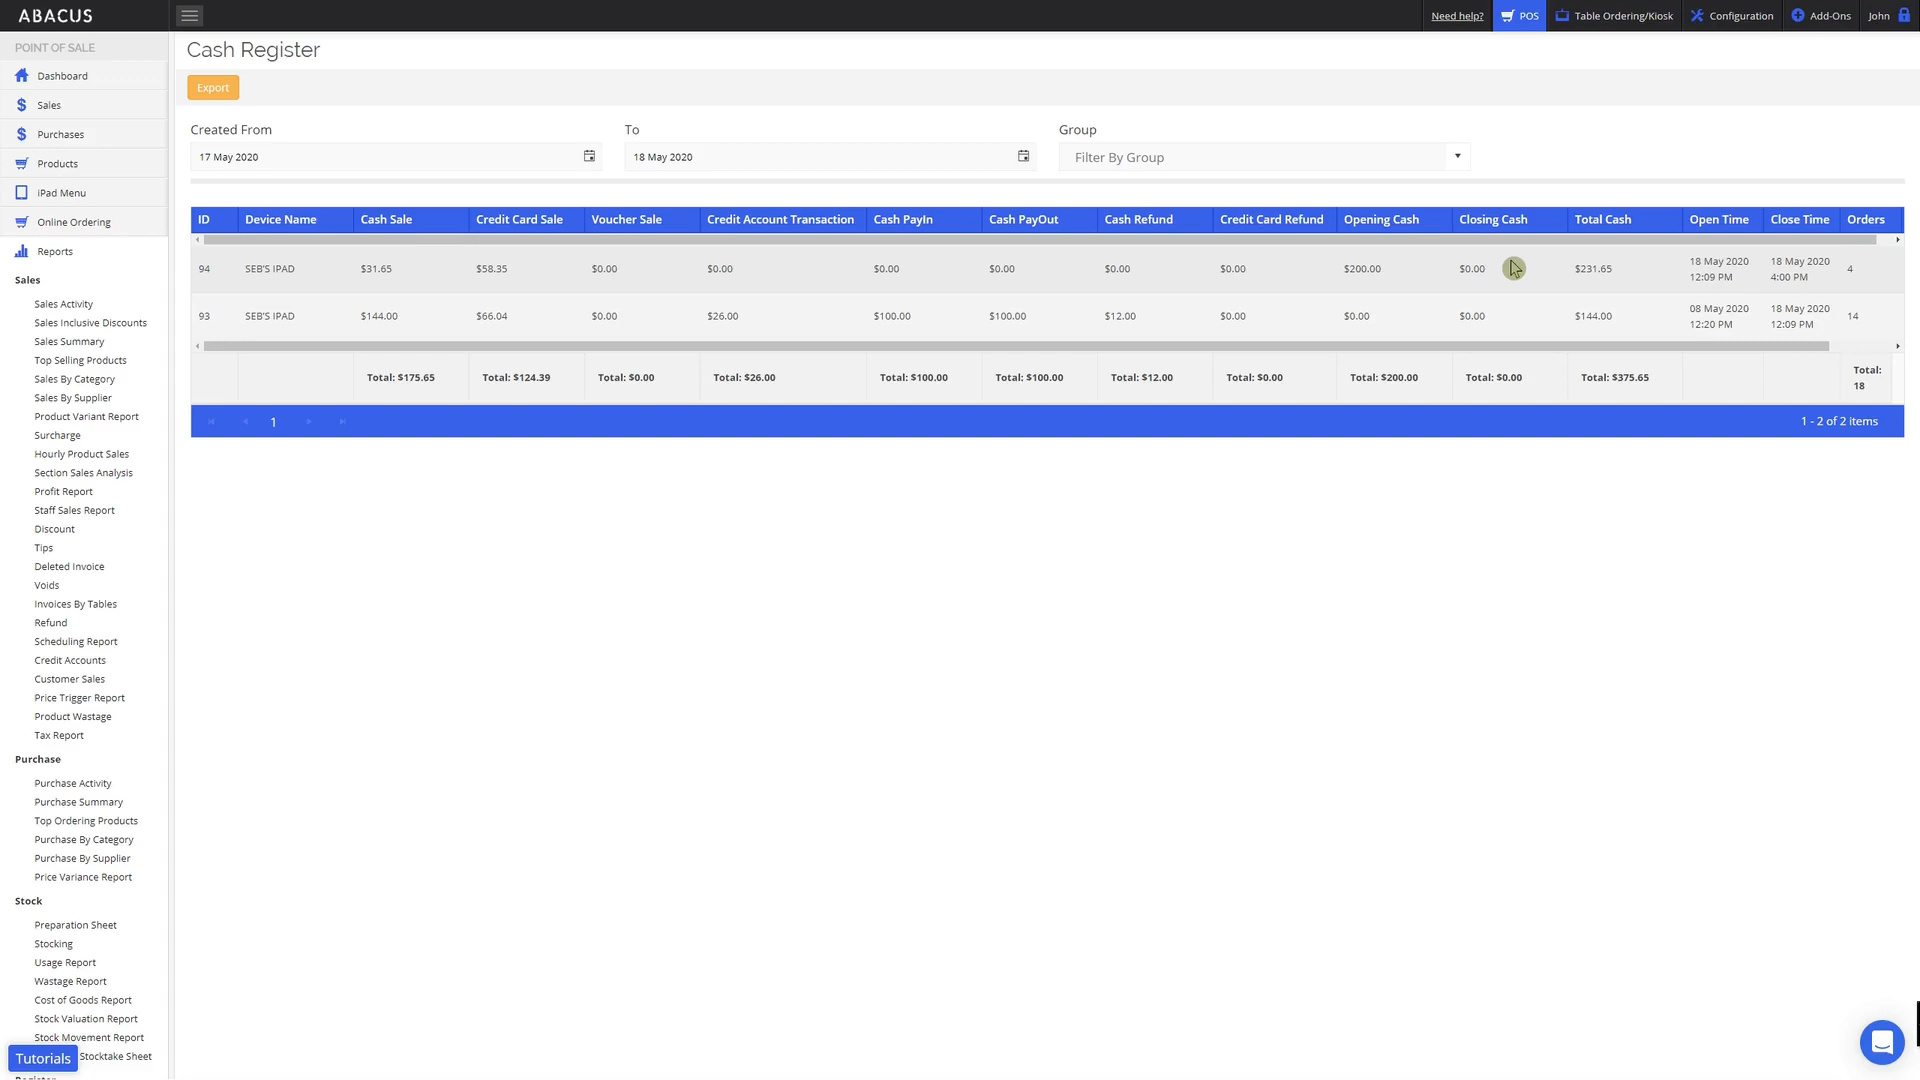 ABACUS
Need help?
POS
Table Ordering/Kiosk
Configuration
Add-Ons
John
POINT OF SALE
Dashboard
Sales
Purchases
Products
iPad Menu
Online Ordering
Reports
Sales
Sales Activity
Sales Inclusive Discounts
Sales Summary
Top Selling Products
Sales By Category
Sales By Supplier
Product Variant Report
Surcharge
Hourly Product Sales
Section Sales Analysis
Profit Report
Staff Sales Report
Discount
Tips
Deleted Invoice
Voids
Invoices By Tables
Refund
Scheduling Report
Credit Accounts
Customer Sales
Price Trigger Report
Product Wastage
Tax Report
Purchase
Purchase Activity
Purchase Summary
Top Ordering Products
Purchase By Category
Purchase By Supplier
Price Variance Report
Stock
Preparation Sheet
Stocking
Usage Report
Wastage Report
Cost of Goods Report
Stock Valuation Report
Stock Movement Report
Tutorials
Stocktake Sheet
Cash Register
Export
Created From
To
Group
17 May 2020
18 May 2020
Filter By Group
ID Device Name Cash Sale Credit Card Sale Voucher Sale Credit Account Transaction Cash PayIn Cash PayOut Cash Refund Credit Card Refund Opening Cash Closing Cash Total Cash Open Time Close Time Orders
94 SEB'S IPAD $31.65 $58.35 $0.00 $0.00 $0.00 $0.00 $0.00 $0.00 $200.00 $0.00 $231.65 18 May 2020 12:09 PM 18 May 2020 4:00 PM 4
93 SEB'S IPAD $144.00 $66.04 $0.00 $26.00 $100.00 $100.00 $12.00 $0.00 $0.00 $0.00 $144.00 08 May 2020 12:20 PM 18 May 2020 12:09 PM 14
Total: $175.65 Total: $124.39 Total: $0.00 Total: $26.00 Total: $100.00 Total: $100.00 Total: $12.00 Total: $0.00 Total: $200.00 Total: $0.00 Total: $375.65 Total: 18
1
1 - 2 of 2 items